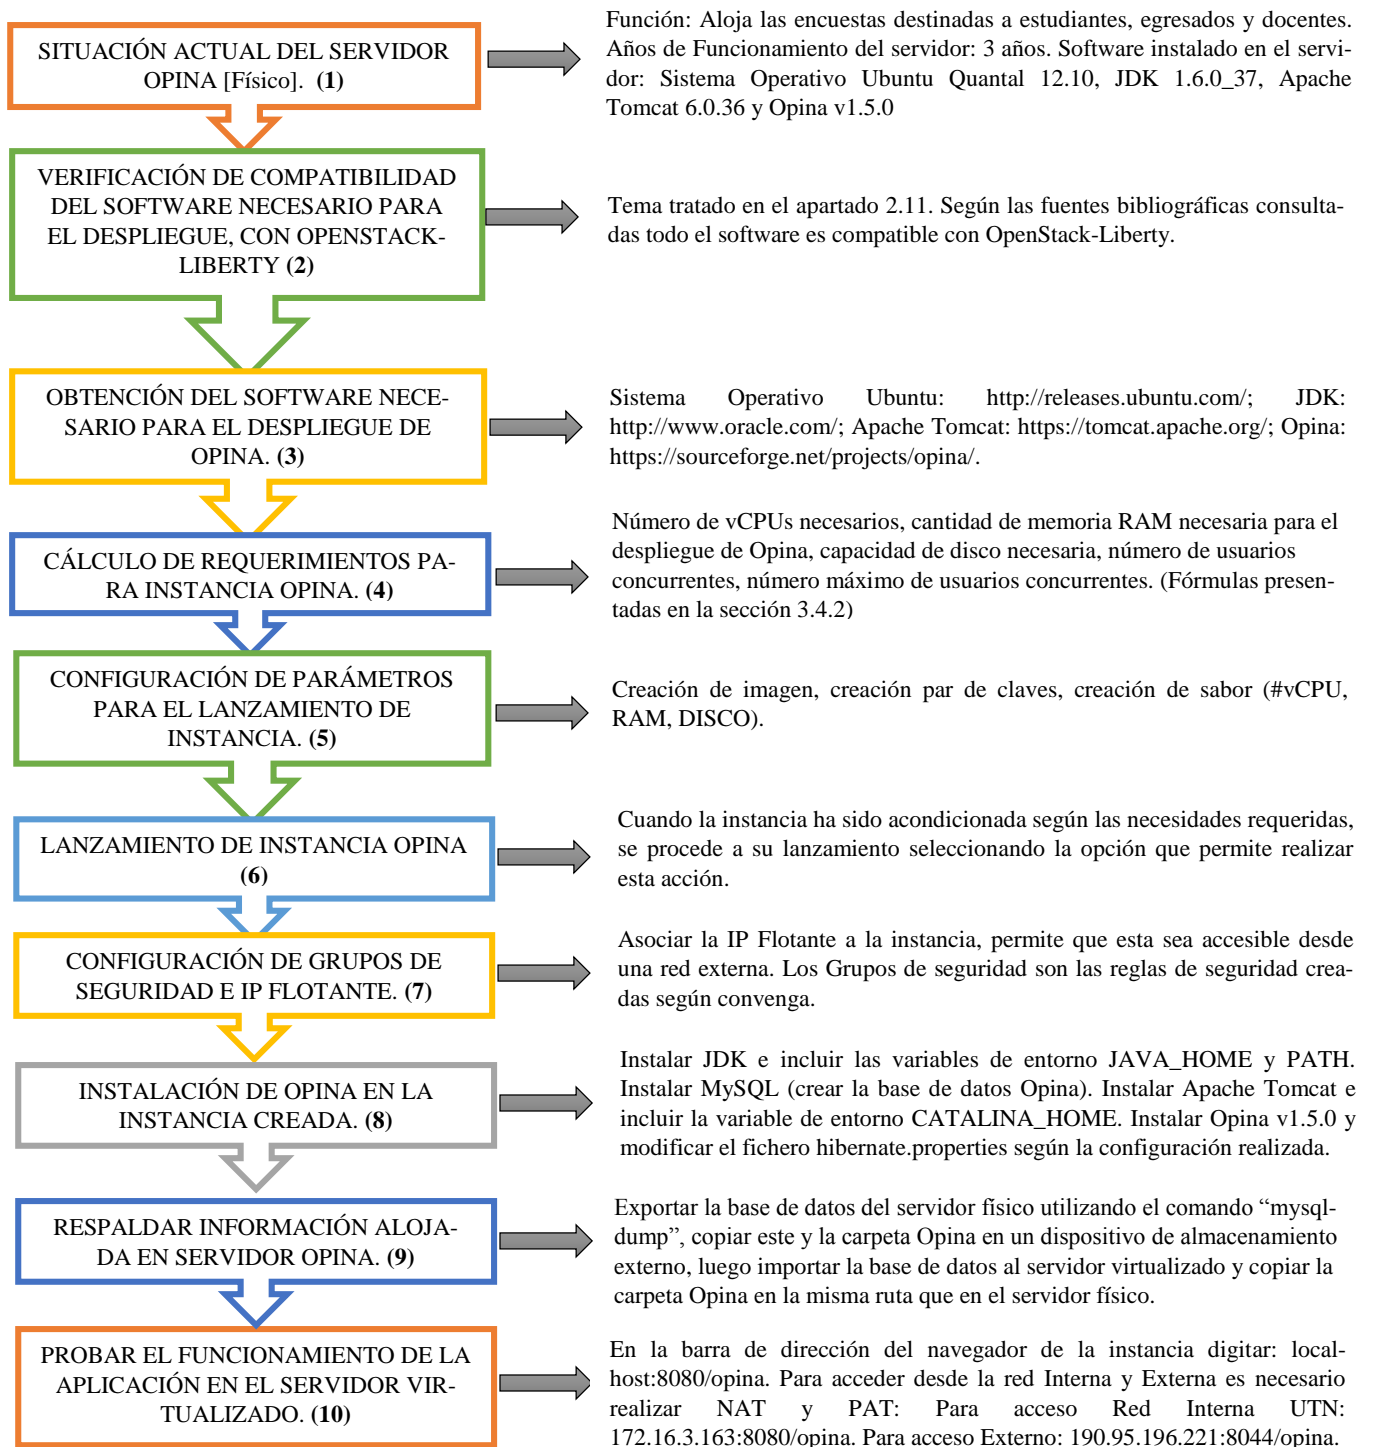 SITUACIÓN ACTUAL DEL SERVIDOR
OPINA [Físico]. (1)
Función: Aloja las encuestas destinadas a estudiantes, egresados y docentes.
Años de Funcionamiento del servidor: 3 años. Software instalado en el servi-
dor: Sistema Operativo Ubuntu Quantal 12.10, JDK 1.6.0_37, Apache
Tomcat 6.0.36 y Opina v1.5.0
VERIFICACIÓN DE COMPATIBILIDAD
DEL SOFTWARE NECESARIO PARA
EL DESPLIEGUE, CON OPENSTACK-
LIBERTY (2)
Tema tratado en el apartado 2.11. Según las fuentes bibliográficas consulta-
das todo el software es compatible con OpenStack-Liberty.
OBTENCIÓN DEL SOFTWARE NECE-
SARIO PARA EL DESPLIEGUE DE
OPINA. (3)
Sistema Operativo Ubuntu: http://releases.ubuntu.com/; JDK:
http://www.oracle.com/; Apache Tomcat: https://tomcat.apache.org/; Opina:
https://sourceforge.net/projects/opina/.
CÁLCULO DE REQUERIMIENTOS PA-
RA INSTANCIA OPINA. (4)
Número de vCPUs necesarios, cantidad de memoria RAM necesaria para el
despliegue de Opina, capacidad de disco necesaria, número de usuarios
concurrentes, número máximo de usuarios concurrentes. (Fórmulas presen-
tadas en la sección 3.4.2)
CONFIGURACIÓN DE PARÁMETROS
PARA EL LANZAMIENTO DE
INSTANCIA. (5)
Creación de imagen, creación par de claves, creación de sabor (#vCPU,
RAM, DISCO).
LANZAMIENTO DE INSTANCIA OPINA
(6)
Cuando la instancia ha sido acondicionada según las necesidades requeridas,
se procede a su lanzamiento seleccionando la opción que permite realizar
esta acción.
CONFIGURACIÓN DE GRUPOS DE
SEGURIDAD E IP FLOTANTE. (7)
Asociar la IP Flotante a la instancia, permite que esta sea accesible desde
una red externa. Los Grupos de seguridad son las reglas de seguridad crea-
das según convenga.
INSTALACIÓN DE OPINA EN LA
INSTANCIA CREADA. (8)
Instalar JDK e incluir las variables de entorno JAVA_HOME y PATH.
Instalar MySQL (crear la base de datos Opina). Instalar Apache Tomcat e
incluir la variable de entorno CATALINA_HOME. Instalar Opina v1.5.0 y
modificar el fichero hibernate.properties según la configuración realizada.
RESPALDAR INFORMACIÓN ALOJA-
DA EN SERVIDOR OPINA. (9)
Exportar la base de datos del servidor físico utilizando el comando “mysql-
dump”, copiar este y la carpeta Opina en un dispositivo de almacenamiento
externo, luego importar la base de datos al servidor virtualizado y copiar la
carpeta Opina en la misma ruta que en el servidor físico.
PROBAR EL FUNCIONAMIENTO DE LA
APLICACIÓN EN EL SERVIDOR VIR-
TUALIZADO. (10)
En la barra de dirección del navegador de la instancia digitar: local-
host:8080/opina. Para acceder desde la red Interna y Externa es necesario
realizar NAT y PAT: Para acceso Red Interna UTN:
172.16.3.163:8080/opina. Para acceso Externo: 190.95.196.221:8044/opina.